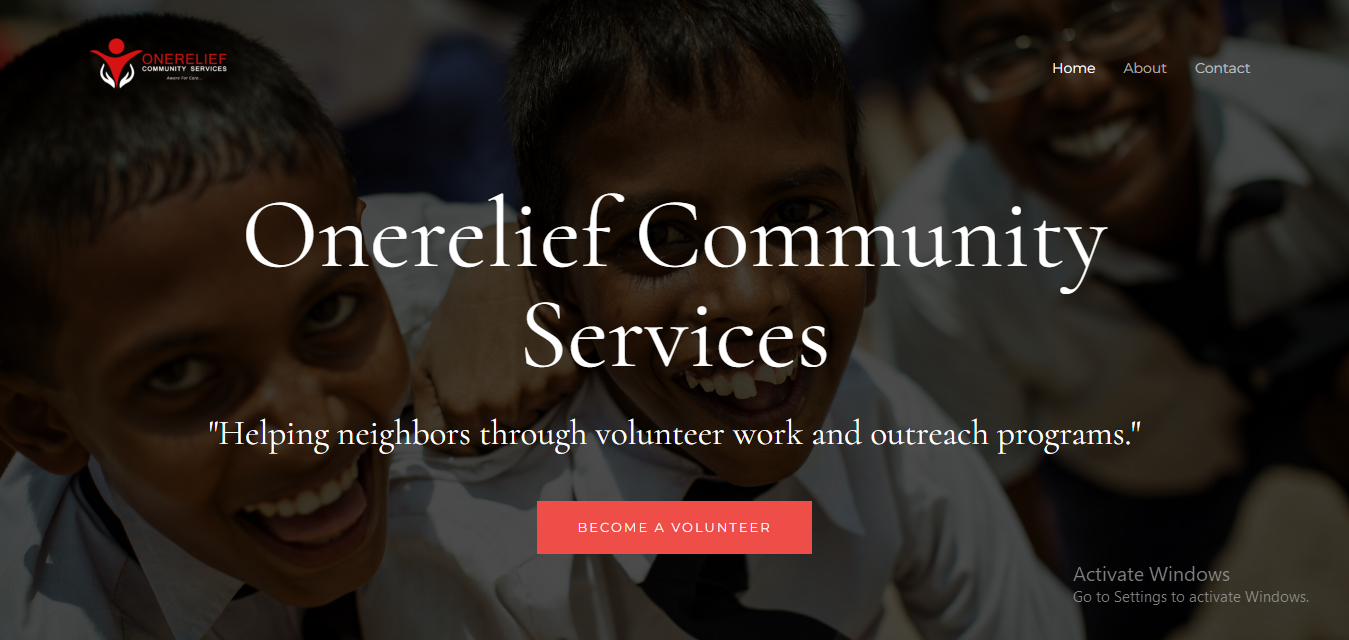 ONERELIEF
COMMUNITY SERVICES
Aware For Care...
Home About Contact
Onerelief Community
Services
"Helping neighbors through volunteer work and outreach programs."
BECOME A VOLUNTEER
Activate Windows
Go to Settings to activate Windows.